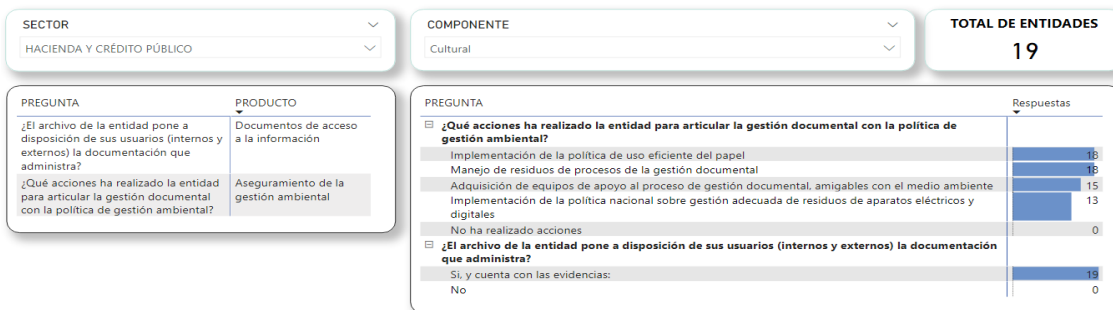 SECTOR
HACIENDA Y CRÉDITO PÚBLICO
COMPONENTE
Cultural
TOTAL DE ENTIDADES
19
PREGUNTA PRODUCTO
¿El archivo de la entidad pone a
disposición de sus usuarios (internos y
externos) la documentación que
administra?
Documentos de acceso
a la información
¿Qué acciones ha realizado la entidad
para articular la gestión documental
con la política de gestión ambiental?
Aseguramiento de la
gestión ambiental
PREGUNTA Respuestas
¿Qué acciones ha realizado la entidad para articular la gestión documental con la política de
gestión ambiental?
Implementación de la política de uso eficiente del papel 18
Manejo de residuos de procesos de la gestión documental 18
Adquisición de equipos de apoyo al proceso de gestión documental, amigables con el medio ambiente 15
Implementación de la política nacional sobre gestión adecuada de residuos de aparatos eléctricos y 13
digitales
No ha realizado acciones 0
¿El archivo de la entidad pone a disposición de sus usuarios (internos y externos) la documentación
que administra?
Si, y cuenta con las evidencias: 19
No 0